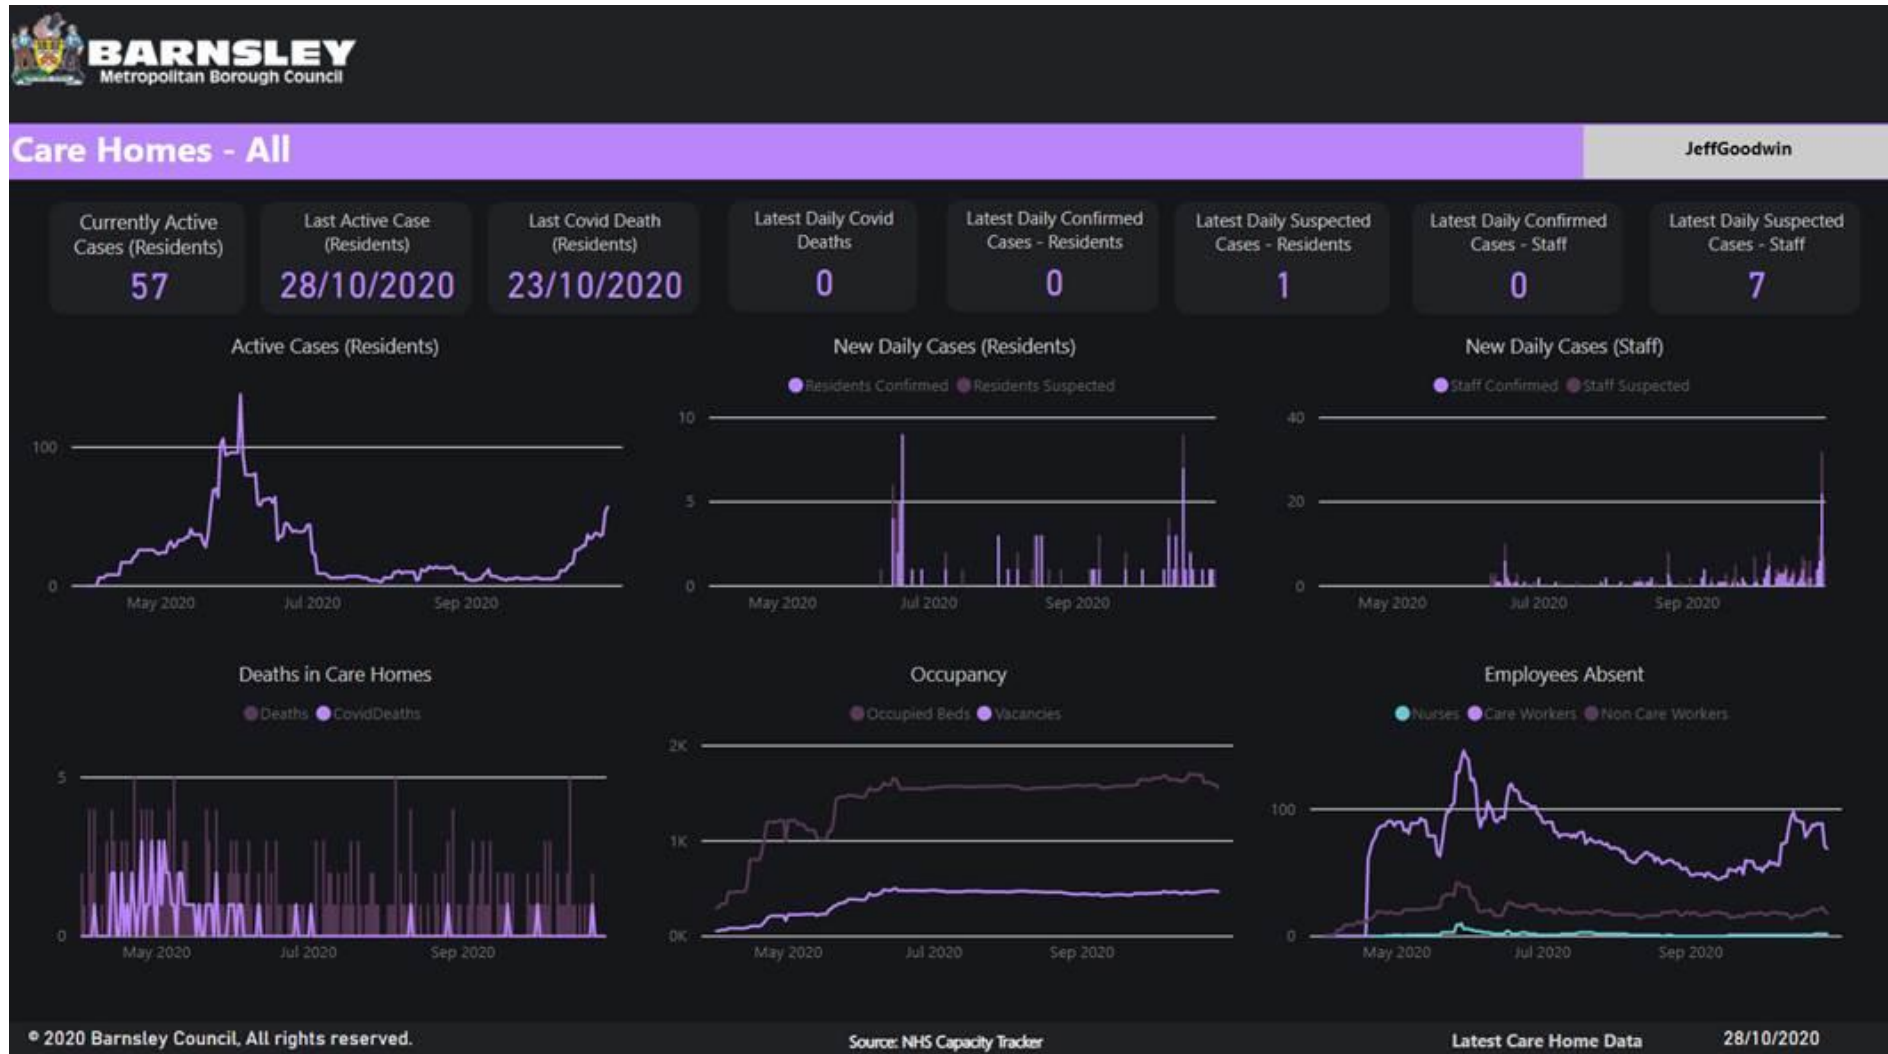 BARNSLEY
Metropolitan Borough Council
Care Homes - All
JeffGoodwin
Currently Active
Cases (Residents)
57
Last Active Case
(Residents)
28/10/2020
Last Covid Death
(Residents)
23/10/2020
Latest Daily Covid
Deaths
0
Latest Daily Confirmed
Cases - Residents
0
Latest Daily Suspected
Cases - Residents
1
Latest Daily Confirmed
Cases - Staff
0
Latest Daily Suspected
Cases - Staff
7
Active Cases (Residents)
100
0
May 2020 Jul 2020 Sep 2020
New Daily Cases (Residents)
Residents Confirmed Residents Suspected
10
5
0
May 2020 Jul 2020 Sep 2020
New Daily Cases (Staff)
Staff Confirmed Staff Suspected
40
20
0
May 2020 Jul 2020 Sep 2020
Deaths in Care Homes
Deaths CovidDeaths
5
0
May 2020 Jul 2020 Sep 2020
Occupancy
Occupied Beds Vacancies
2K
1K
0K
May 2020 Jul 2020 Sep 2020
Employees Absent
Nurses Care Workers Non Care Workers
100
0
May 2020 Jul 2020 Sep 2020
© 2020 Barnsley Council, All rights reserved.
Source: NHS Capacity Tracker
Latest Care Home Data 28/10/2020